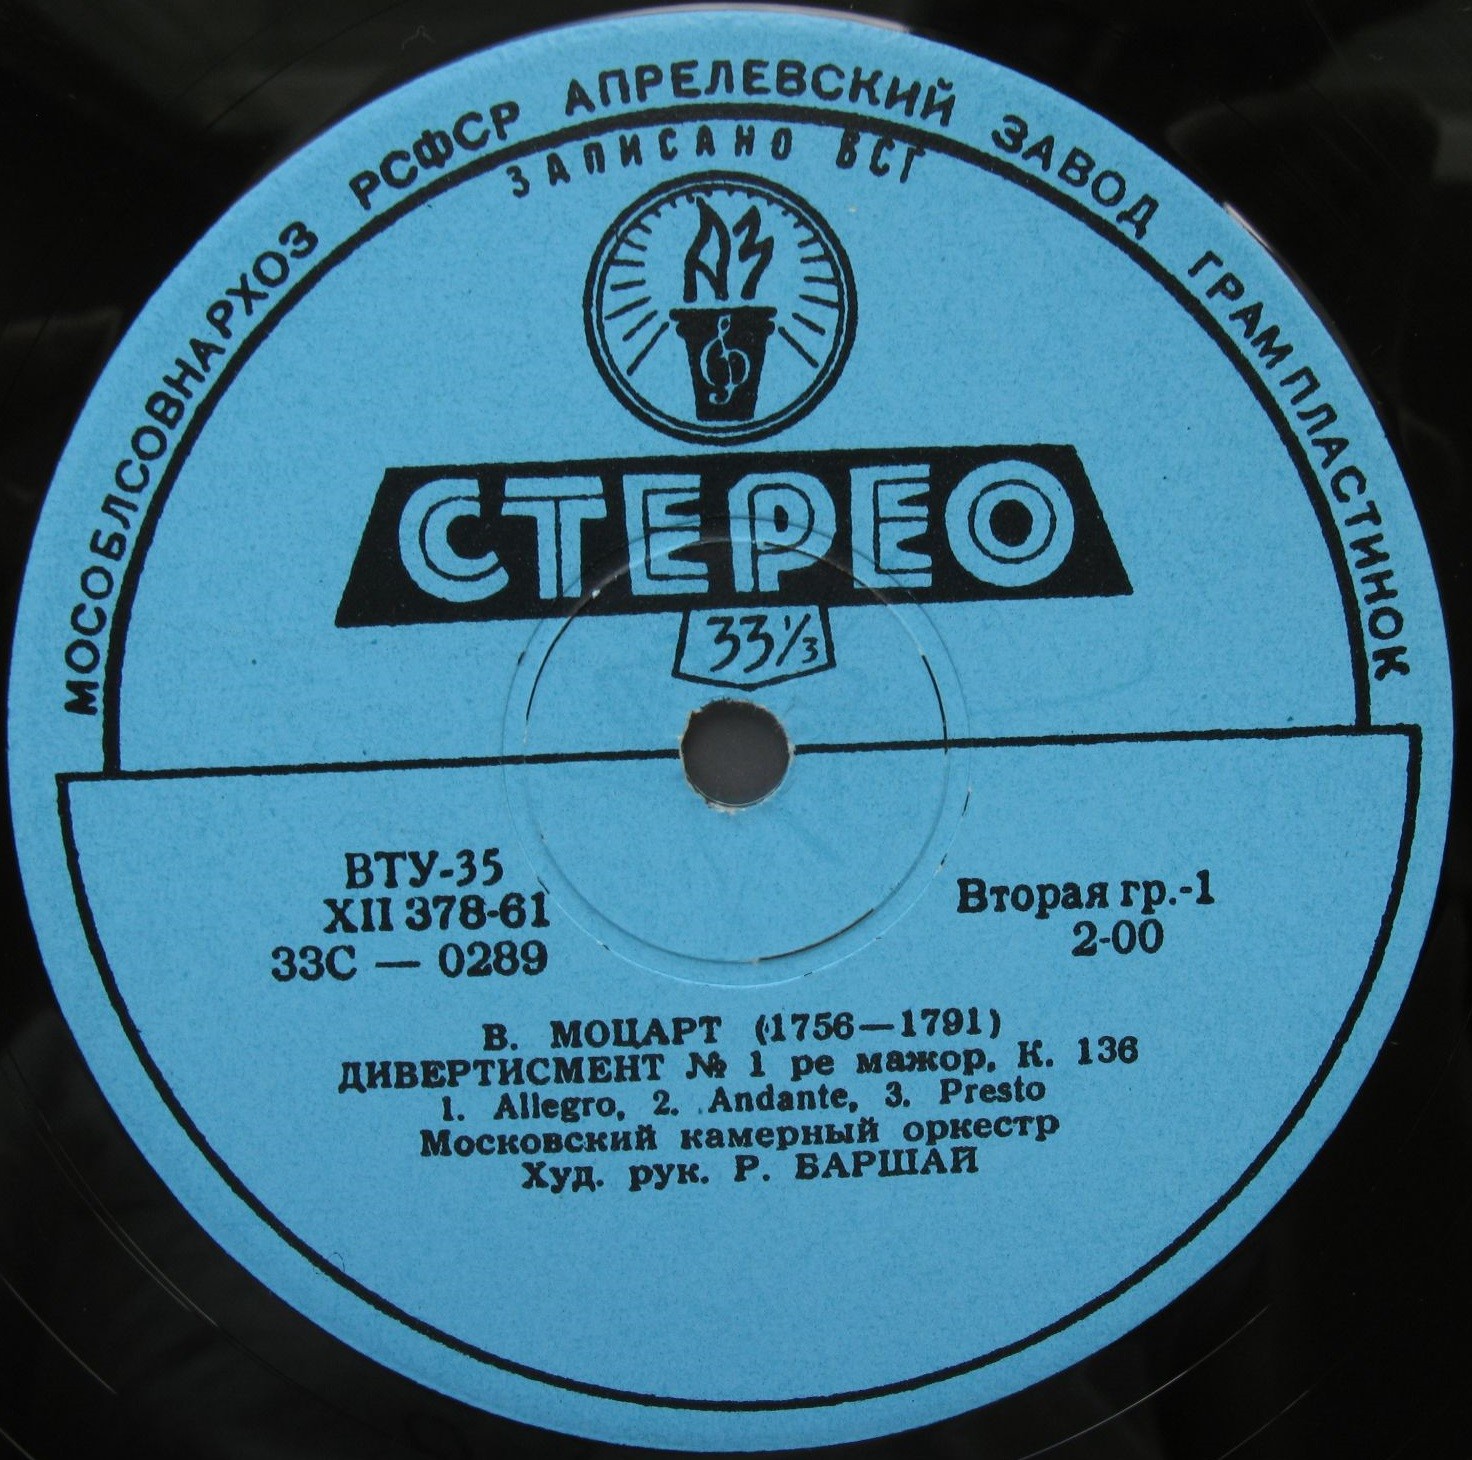 МОСОБЛСОВНАРХОЗ РСФСР АПРЕЛЕВСКИЙ ЗАВОД ГРАМПЛАСТИНОК
ЗАПИСАНО ВСГ
АЗ
СТЕРЕО
33⅓
ВТУ-35
XII 378-61
33С — 0289
Вторая гр.-1
2-00
В. МОЦАРТ (1756—1791)
ДИВЕРТИСМЕНТ № 1 ре мажор, К. 136
1. Allegro, 2. Andante, 3. Presto
Московский камерный оркестр
Худ. рук. Р. БАРШАЙ